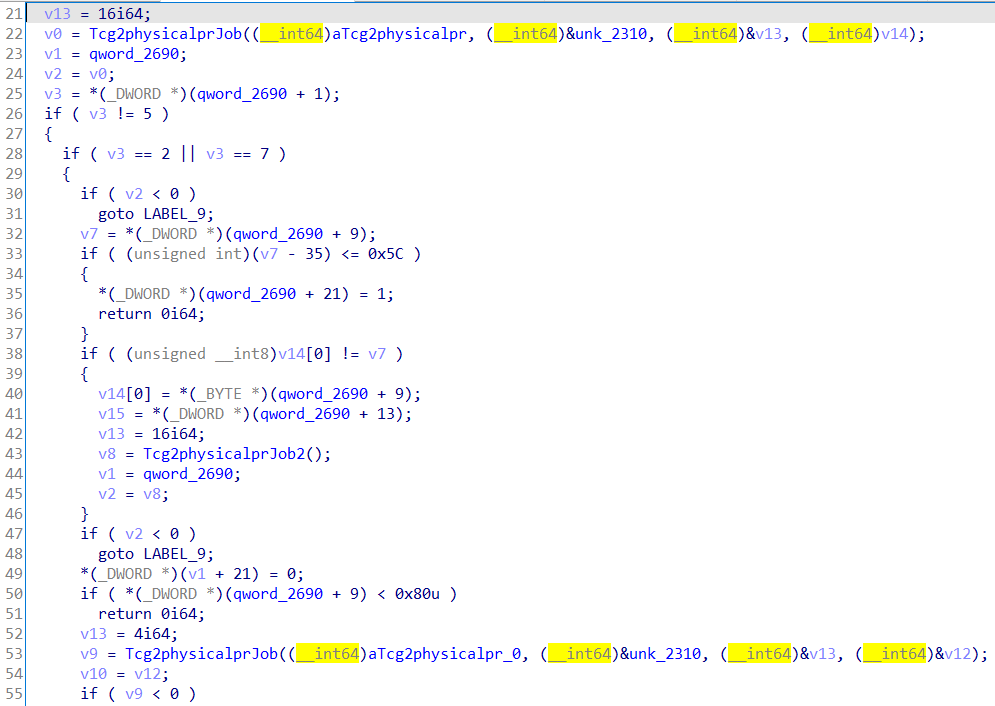 21 v13 = 16i64;
22 v0 = Tcg2physicalprJob((__int64)aTcg2physicalpr, (__int64)&unk_2310, (__int64)&v13, (__int64)v14);
23 v1 = qword_2690;
24 v2 = v0;
25 v3 = *(_DWORD *)(qword_2690 + 1);
26 if ( v3 != 5 )
27 {
28 if ( v3 == 2 || v3 == 7 )
29 {
30 if ( v2 < 0 )
31 goto LABEL_9;
32 v7 = *(_DWORD *)(qword_2690 + 9);
33 if ( (unsigned int)(v7 - 35) <= 0x5C )
34 {
35 *(_DWORD *)(qword_2690 + 21) = 1;
36 return 0i64;
37 }
38 if ( (unsigned __int8)v14[0] != v7 )
39 {
40 v14[0] = *(_BYTE *)(qword_2690 + 9);
41 v15 = *(_DWORD *)(qword_2690 + 13);
42 v13 = 16i64;
43 v8 = Tcg2physicalprJob2();
44 v1 = qword_2690;
45 v2 = v8;
46 }
47 if ( v2 < 0 )
48 goto LABEL_9;
49 *(_DWORD *)(v1 + 21) = 0;
50 if ( *(_DWORD *)(qword_2690 + 9) < 0x80u )
51 return 0i64;
52 v13 = 4i64;
53 v9 = Tcg2physicalprJob((__int64)aTcg2physicalpr_0, (__int64)&unk_2310, (__int64)&v13, (__int64)&v12);
54 v10 = v12;
55 if ( v9 < 0 )